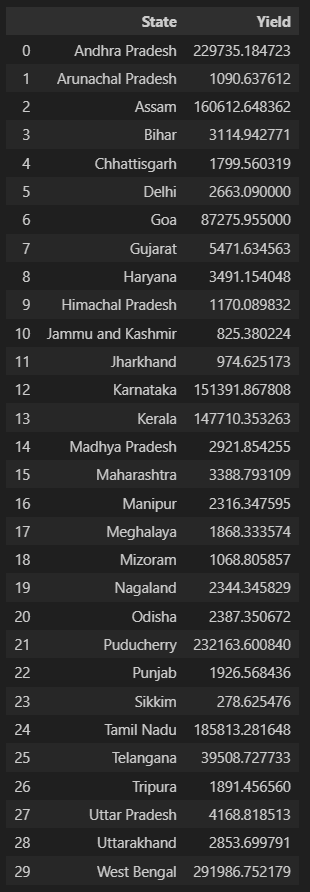 State Yield
0 Andhra Pradesh 229735.184723
1 Arunachal Pradesh 1090.637612
2 Assam 160612.648362
3 Bihar 3114.942771
4 Chhattisgarh 1799.560319
5 Delhi 2663.090000
6 Goa 87275.955000
7 Gujarat 5471.634563
8 Haryana 3491.154048
9 Himachal Pradesh 1170.089832
10 Jammu and Kashmir 825.380224
11 Jharkhand 974.625173
12 Karnataka 151391.867808
13 Kerala 147710.353263
14 Madhya Pradesh 2921.854255
15 Maharashtra 3388.793109
16 Manipur 2316.347595
17 Meghalaya 1868.333574
18 Mizoram 1068.805857
19 Nagaland 2344.345829
20 Odisha 2387.350672
21 Puducherry 232163.600840
22 Punjab 1926.568436
23 Sikkim 278.625476
24 Tamil Nadu 185813.281648
25 Telangana 39508.727733
26 Tripura 1891.456560
27 Uttar Pradesh 4168.818513
28 Uttarakhand 2853.699791
29 West Bengal 291986.752179